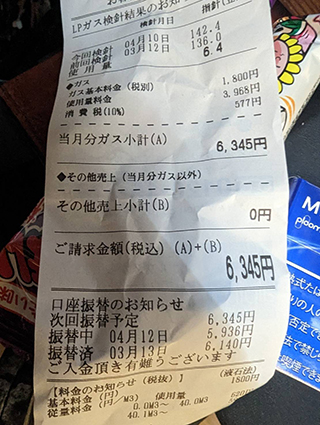 LPガス検針結果のお知
検針月日
今回検針 04月10日 142.4
前回検針 03月12日 136.0
使用量 6.4
◆ガス
ガス基本料金(税別) 1,800円
使用量料金 3,968円
消費税(10%) 577円
当月分ガス小計(A) 6,345円
◆その他売上(当月分ガス以外)
その他売上小計(B) 0円
ご請求金額(税込) (A)+(B)
6,345円
口座振替のお知らせ
次回振替予定 6,345円
振替中 04月12日 5,936円
振替済 03月13日 6,140円
ご入金頂き有難うございます
【料金のお知らせ(税抜)】
基本料金(円) 使用量 1800円
従量料金(円/M3) 0.0M3~ 40.0M3
40.1M3~
M
ploom